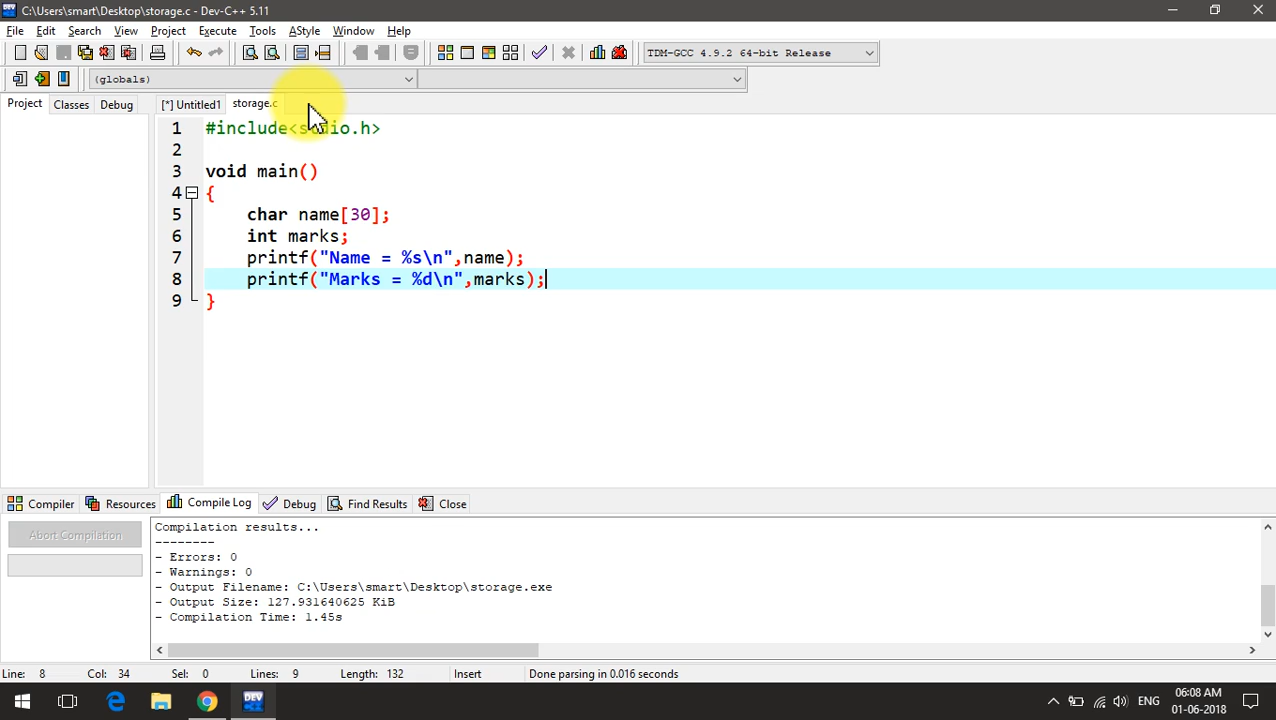 C:\Users\smart\Desktop\storage.c - Dev-C++ 5.11
File Edit Search View Project Execute Tools AStyle Window Help
TDM-GCC 4.9.2 64-bit Release
(globals)
Project Classes Debug [*] Untitled1 storage.c
1 #include<stdio.h>
2
3 void main()
4 {
5 char name[30];
6 int marks;
7 printf("Name = %s\n",name);
8 printf("Marks = %d\n",marks);
9 }
Compiler Resources Compile Log Debug Find Results Close
Abort Compilation
Compilation results...
--------
- Errors: 0
- Warnings: 0
- Output Filename: C:\Users\smart\Desktop\storage.exe
- Output Size: 127.931640625 KiB
- Compilation Time: 1.45s
Line: 8 Col: 34 Sel: 0 Lines: 9 Length: 132 Insert Done parsing in 0.016 seconds
DEV ENG 06:08 AM
01-06-2018